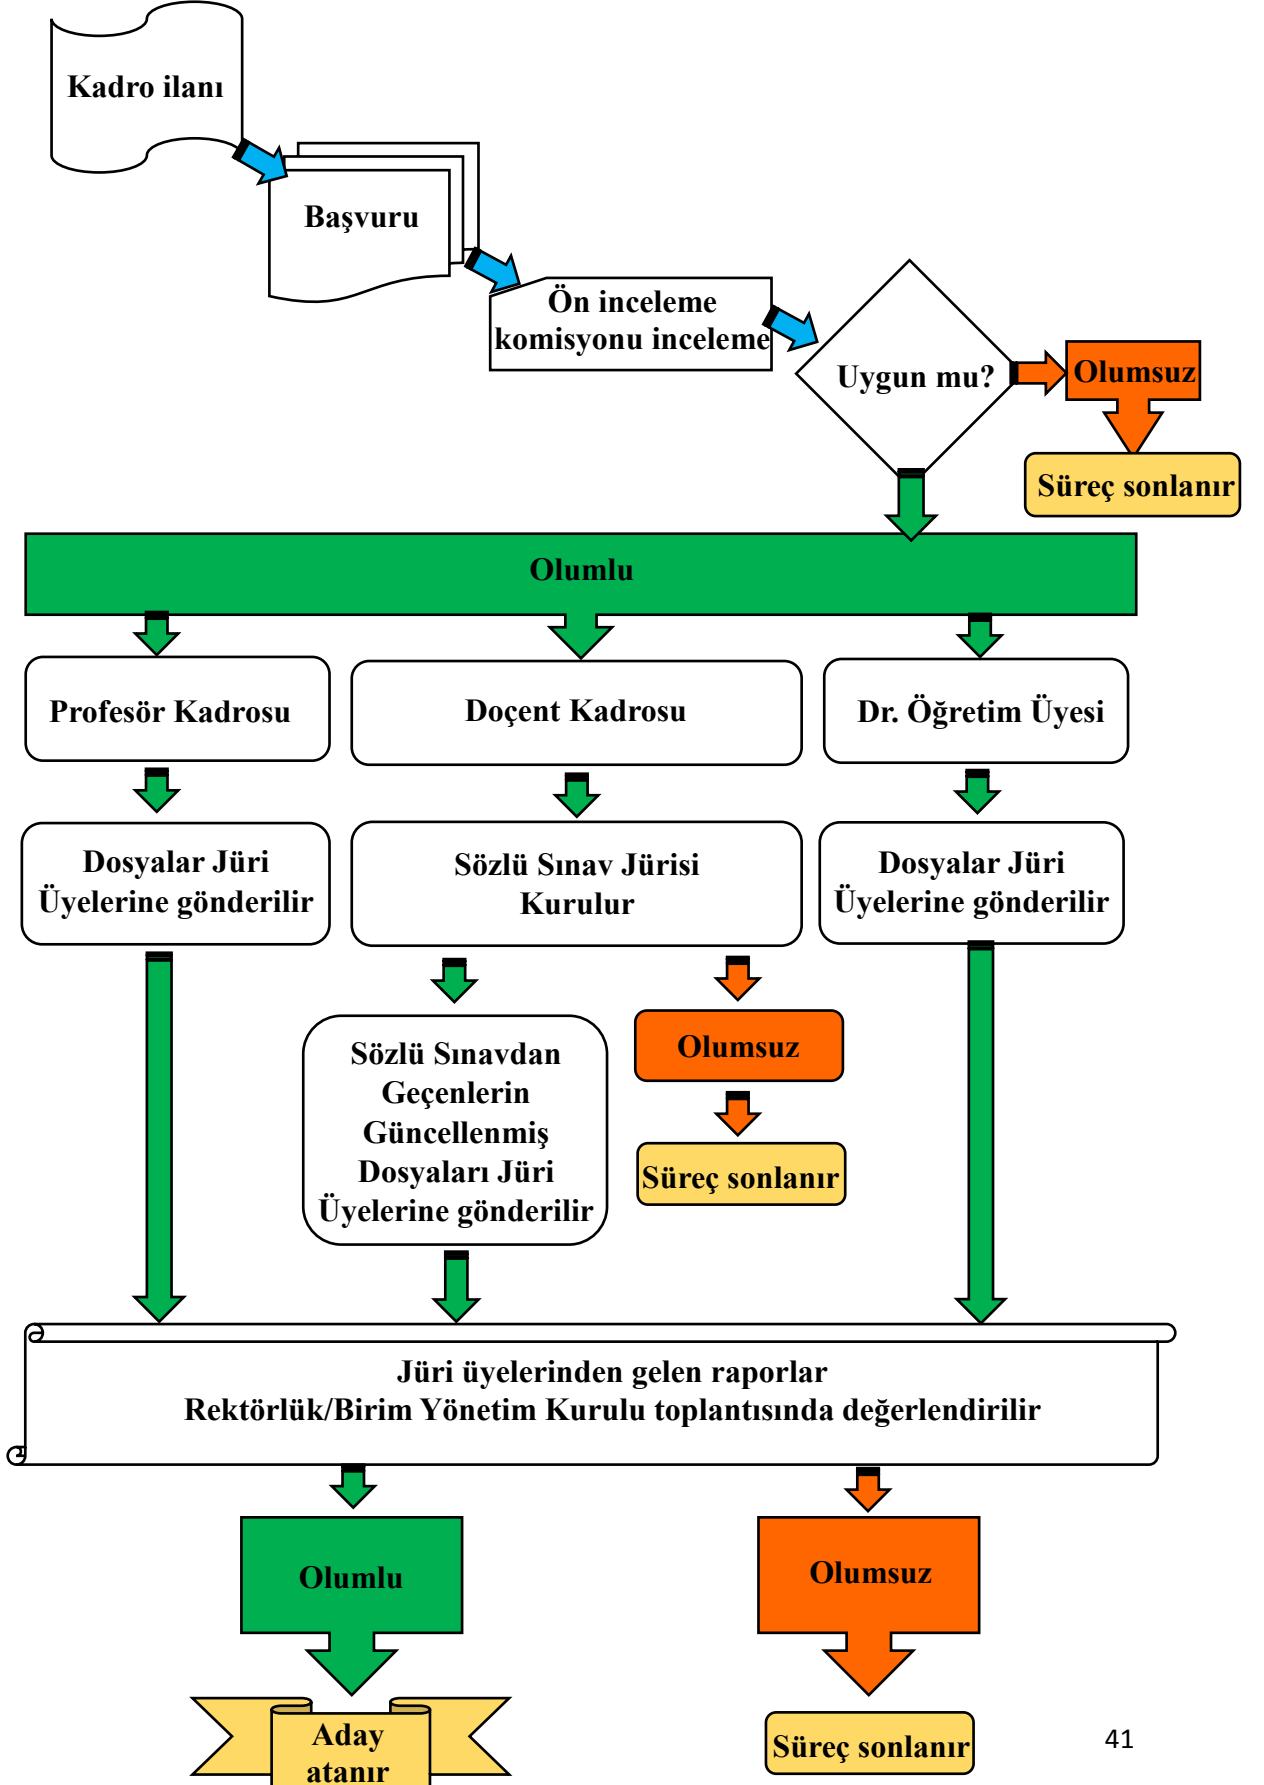 Kadro ilanı
Başvuru
Ön inceleme
komisyonu inceleme
Uygun mu?
Olumsuz
Süreç sonlanır
Olumlu
Profesör Kadrosu
Doçent Kadrosu
Dr. Öğretim Üyesi
Dosyalar Jüri
Üyelerine gönderilir
Sözlü Sınav Jürisi
Kurulur
Dosyalar Jüri
Üyelerine gönderilir
Sözlü Sınavdan
Geçenlerin
Güncellenmiş
Dosyaları Jüri
Üyelerine gönderilir
Olumsuz
Süreç sonlanır
Jüri üyelerinden gelen raporlar
Rektörlük/Birim Yönetim Kurulu toplantısında değerlendirilir
Olumlu
Olumsuz
Aday
atanır
Süreç sonlanır
41